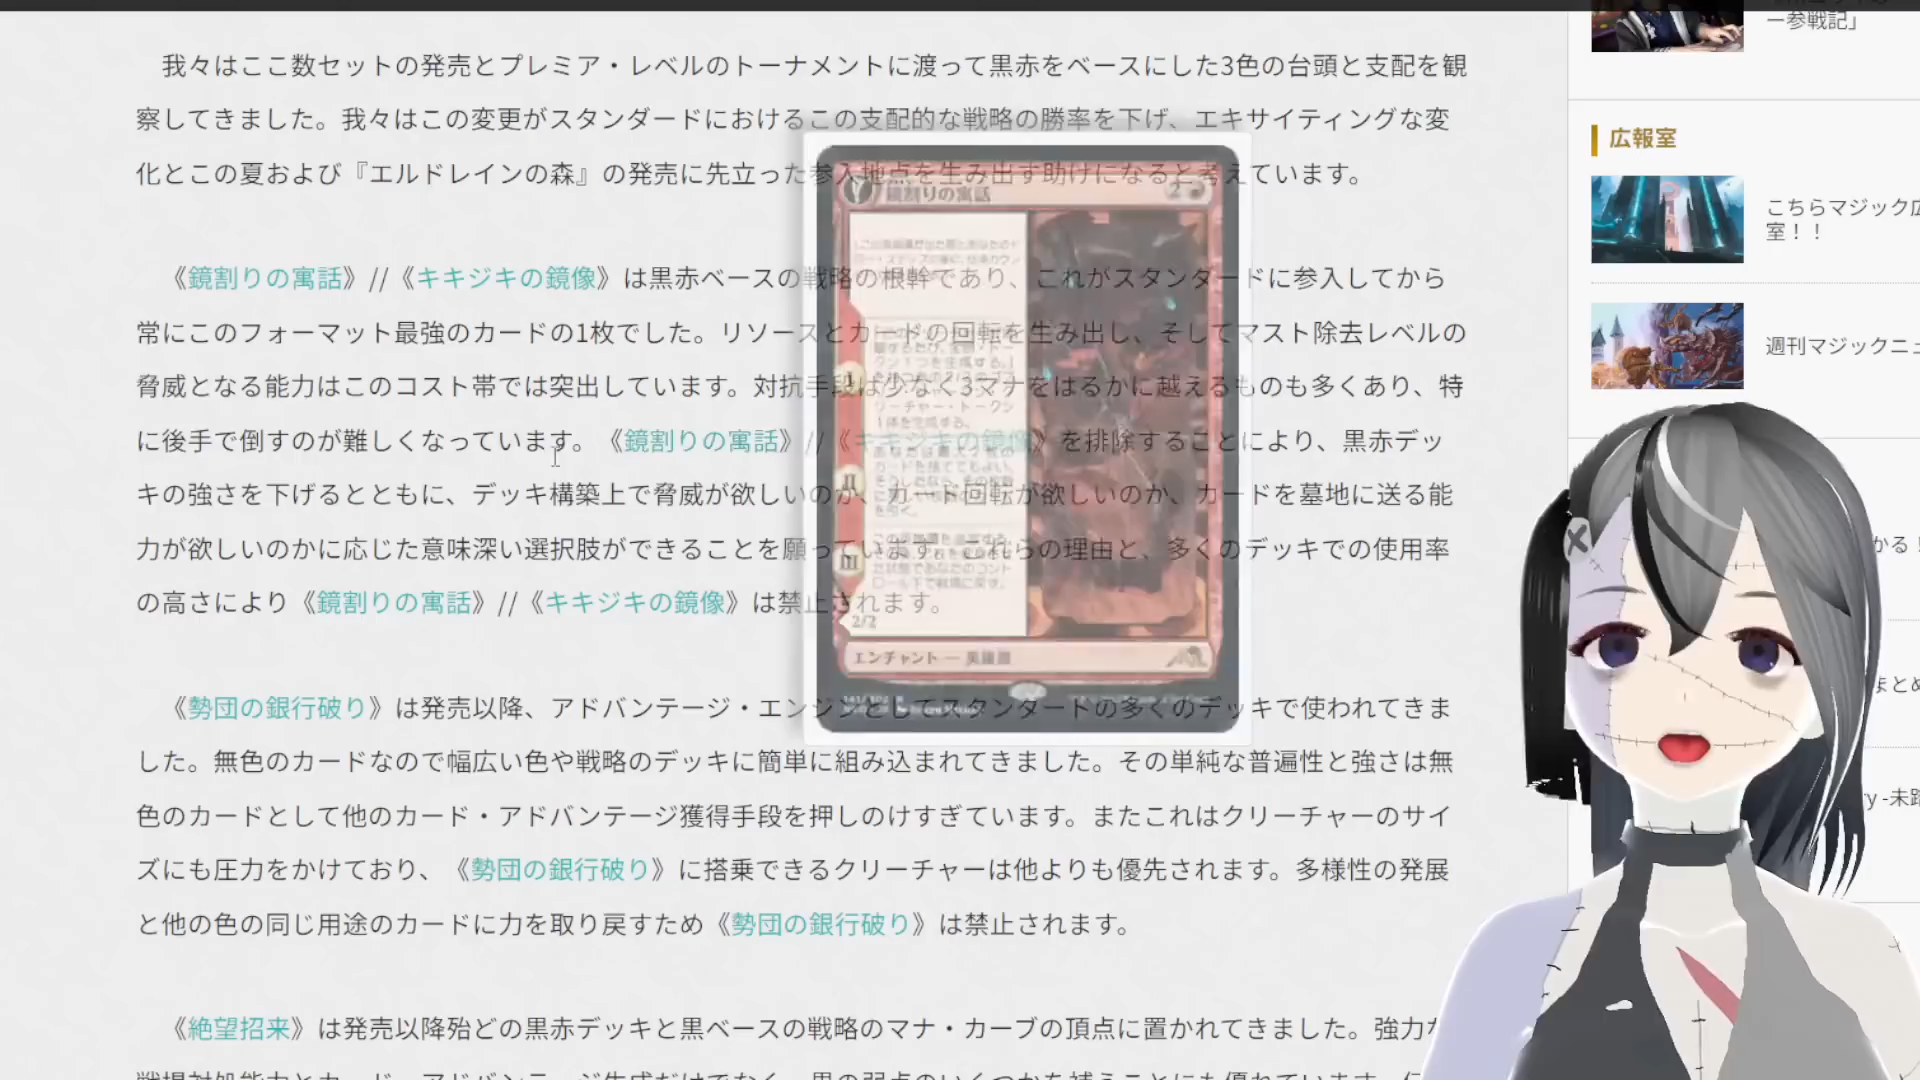 我々はここ数セットの発売とプレミア・レベルのトーナメントに渡って黒赤をベースにした3色の台頭と支配を観
察してきました。我々はこの変更がスタンダードにおけるこの支配的な戦略の勝率を下げ、エキサイティングな変
化とこの夏および『エルドレインの森』の発売に先立った参入地点を生み出す助けになると考えています。
《鏡割りの寓話》//《キキジキの鏡像》は黒赤ベースの戦略の根幹であり、これがスタンダードに参入してから
常にこのフォーマット最強のカードの1枚でした。リソースとカードの回転を生み出し、そしてマスト除去レベルの
脅威となる能力はこのコスト帯では突出しています。対抗手段は少なく3マナをはるかに越えるものも多くあり、特
に後手で倒すのが難しくなっています。《鏡割りの寓話》//《キキジキの鏡像》を排除することにより、黒赤デッ
キの強さを下げるとともに、デッキ構築上で脅威が欲しいのか、カード回転が欲しいのか、カードを墓地に送る能
力が欲しいのかに応じた意味深い選択肢ができることを願っています。これらの理由と、多くのデッキでの使用率
の高さにより《鏡割りの寓話》//《キキジキの鏡像》は禁止されます。
《勢団の銀行破り》は発売以降、アドバンテージ・エンジンとしてスタンダードの多くのデッキで使われてきま
した。無色のカードなので幅広い色や戦略のデッキに簡単に組み込まれてきました。その単純な普遍性と強さは無
色のカードとして他のカード・アドバンテージ獲得手段を押しのけすぎています。またこれはクリーチャーのサイ
ズにも圧力をかけており、《勢団の銀行破り》に搭乗できるクリーチャーは他よりも優先されます。多様性の発展
と他の色の同じ用途のカードに力を取り戻すため《勢団の銀行破り》は禁止されます。
《絶望招来》は発売以降殆どの黒赤デッキと黒ベースの戦略のマナ・カーブの頂点に置かれてきました。強力な
鏡割りの寓話
2
I
II
III
2/2
エンチャント — 英雄譚
ー参戦記」
広報室
こちらマジック広
室！！
週刊マジックニュ
かる！
まとめ
ry -未踏